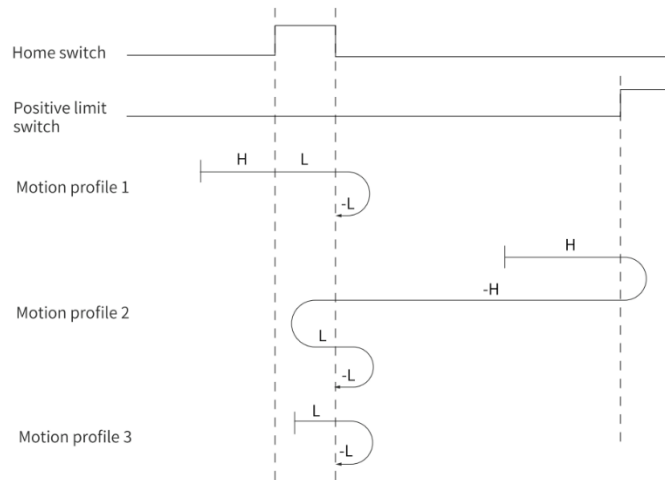 Home switch
Positive limit
switch
H
L
Motion profile 1
-L
H
-H
Motion profile 2
L
-L
L
Motion profile 3
-L